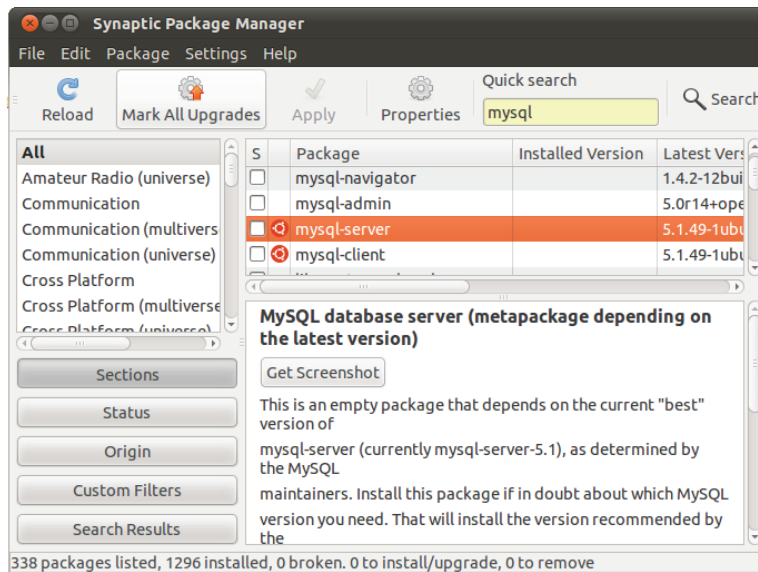 Synaptic Package Manager
File Edit Package Settings Help
Reload
Mark All Upgrades
Apply
Properties
Quick search
mysql
Search
All
Amateur Radio (universe)
Communication
Communication (multivers
Communication (universe)
Cross Platform
Cross Platform (multiverse
Cross Platform (universe)
S Package Installed Version Latest Vers
mysql-navigator 1.4.2-12bui
mysql-admin 5.0r14+ope
mysql-server 5.1.49-1ubu
mysql-client 5.1.49-1ubu
Sections
Status
Origin
Custom Filters
Search Results
MySQL database server (metapackage depending on
the latest version)
Get Screenshot
This is an empty package that depends on the current "best"
version of
mysql-server (currently mysql-server-5.1), as determined by
the MySQL
maintainers. Install this package if in doubt about which MySQL
version you need. That will install the version recommended by
the
338 packages listed, 1296 installed, 0 broken. 0 to install/upgrade, 0 to remove